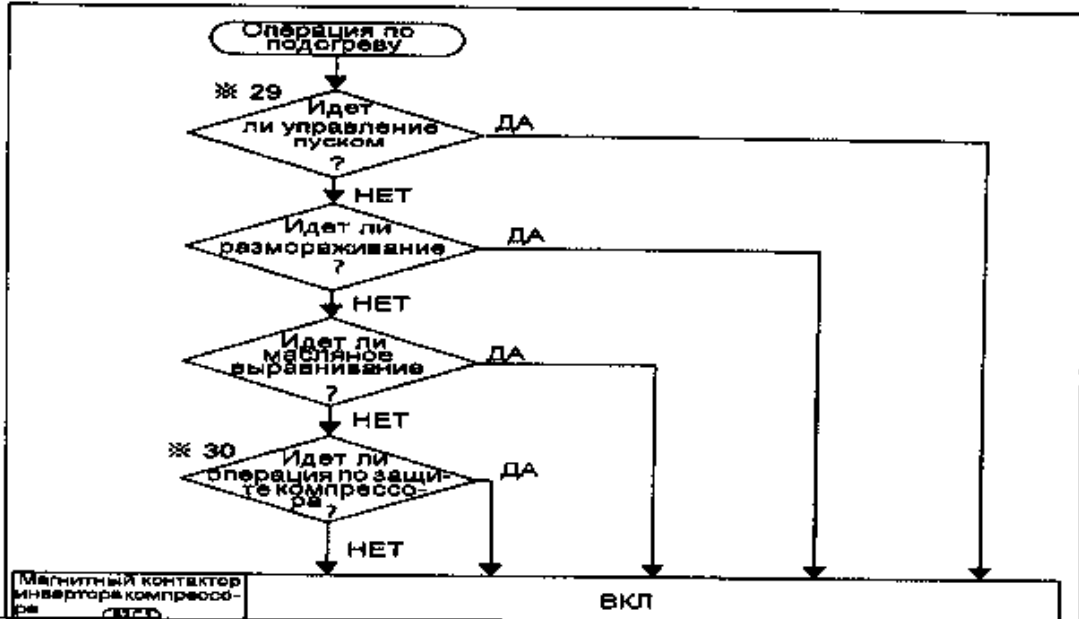 Операция по
подогреву
※ 29
Идет
ли управление
пуском
?
ДА
НЕТ
Идет ли
размораживание
?
ДА
НЕТ
Идет ли
масляное
выравнивание
?
ДА
НЕТ
※ 30
Идет ли
операция по защи-
те компрессо-
ра
?
ДА
НЕТ
Магнитный контактор
инвертора компрессо-
ра
ВКЛ